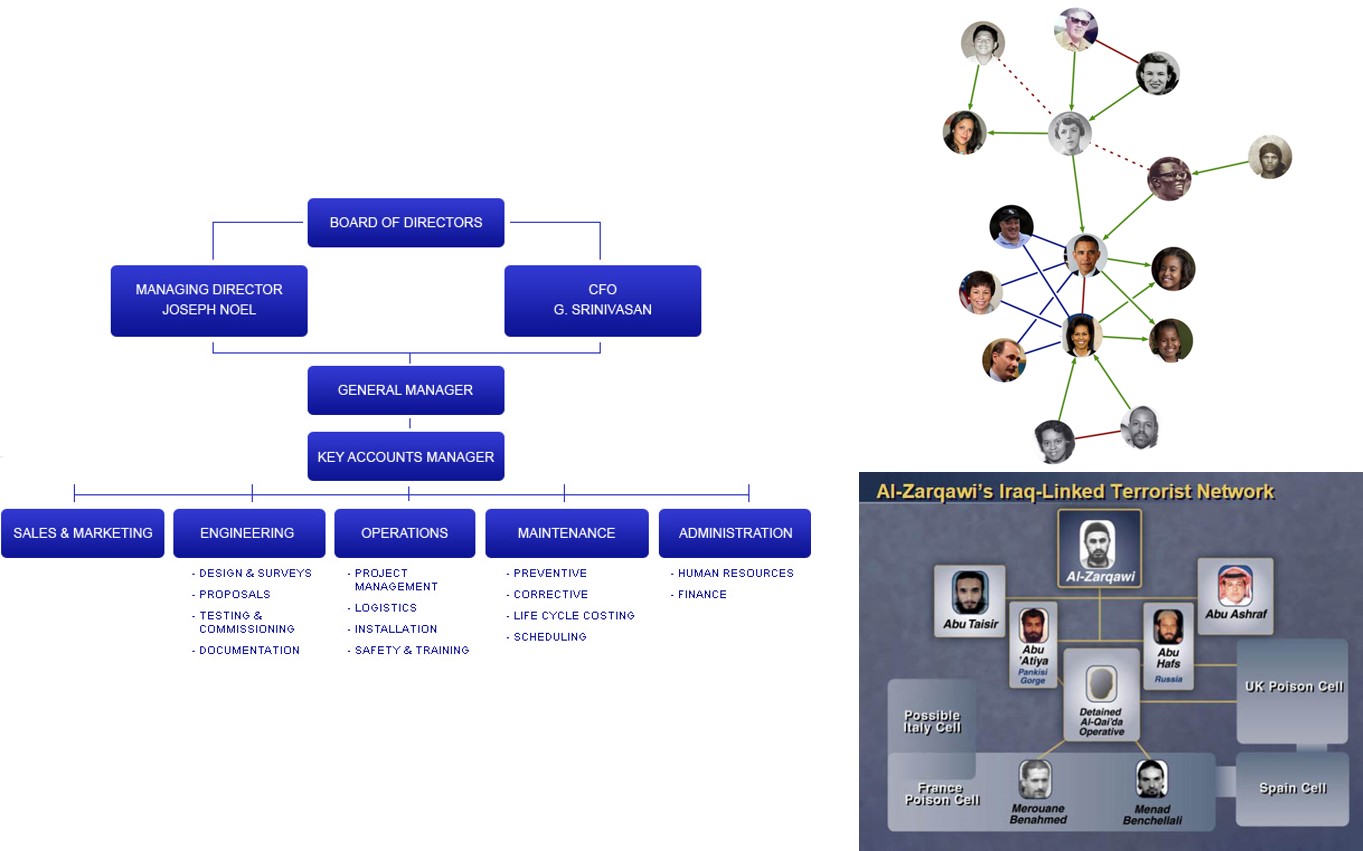 BOARD OF DIRECTORS
MANAGING DIRECTOR
JOSEPH NOEL
CFO
G. SRINIVASAN
GENERAL MANAGER
KEY ACCOUNTS MANAGER
SALES & MARKETING
ENGINEERING
- DESIGN & SURVEYS
- PROPOSALS
- TESTING &
COMMISSIONING
- DOCUMENTATION
OPERATIONS
- PROJECT
MANAGEMENT
- LOGISTICS
- INSTALLATION
- SAFETY & TRAINING
MAINTENANCE
- PREVENTIVE
- CORRECTIVE
- LIFE CYCLE COSTING
- SCHEDULING
ADMINISTRATION
- HUMAN RESOURCES
- FINANCE
Al-Zarqawi's Iraq-Linked Terrorist Network
Al-Zarqawi
Abu Taisir
Abu Ashraf
Abu
'Atiya
Pankisi
Gorge
Abu
Hafs
Russia
Detained
Al-Qai'da
Operative
UK Poison Cell
Possible
Italy Cell
France
Poison Cell
Merouane
Benahmed
Menad
Benchellali
Spain Cell